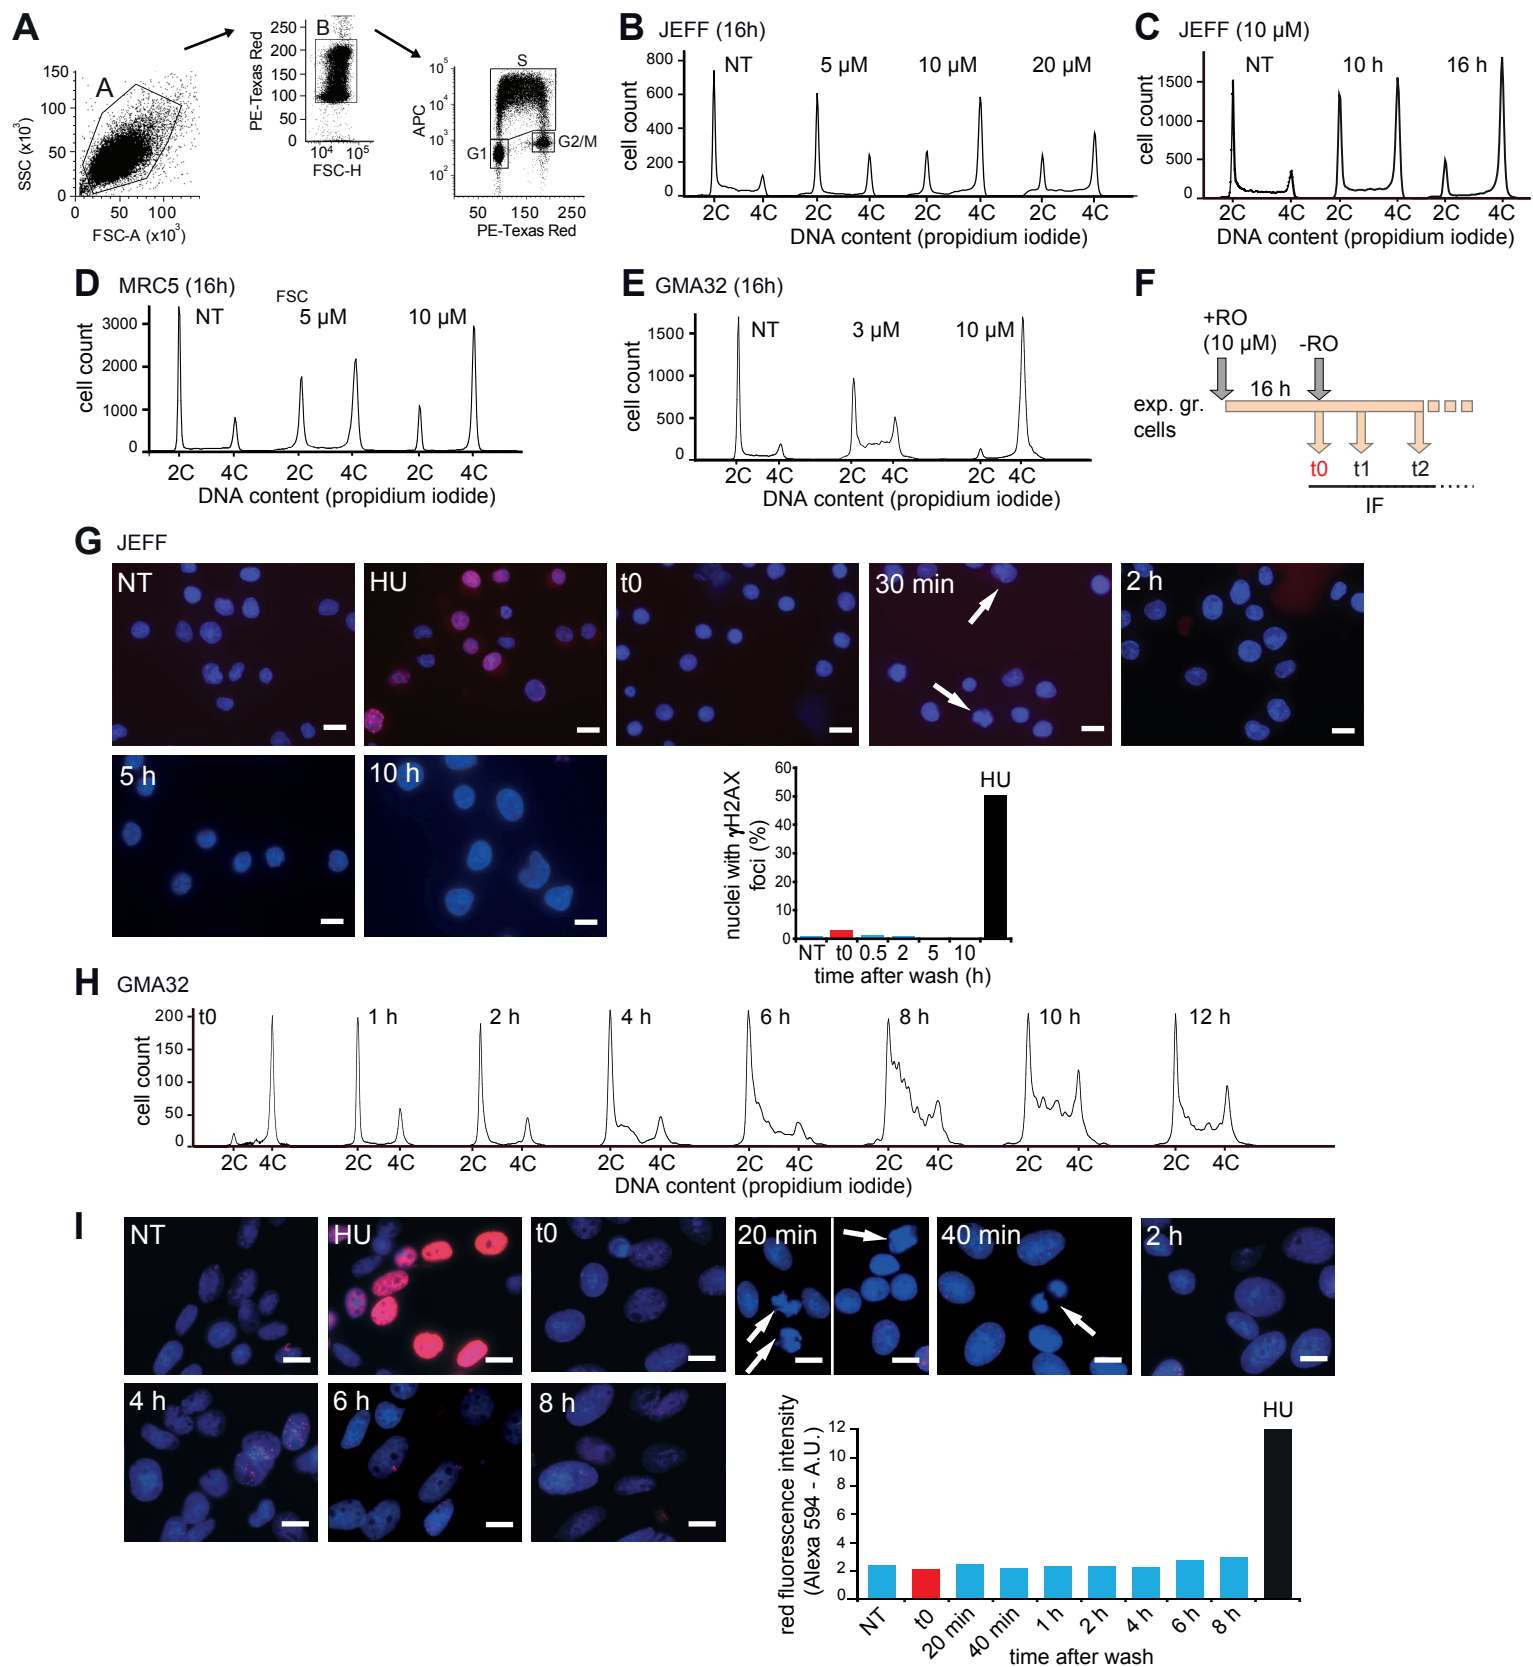 A
SSC (x10³)
150
100
50
0
A
0 50 100
FSC-A (x10³)
PE-Texas Red
250
200
150
100
50
0
B
10⁴ 10⁵
FSC-H
APC
10⁵
10⁴
10³
10²
S
G1
G2/M
50 150 250
PE-Texas Red
B JEFF (16h)
cell count
800
600
400
200
0
NT 5 µM 10 µM 20 µM
2C 4C 2C 4C 2C 4C 2C 4C
DNA content (propidium iodide)
C JEFF (10 µM)
cell count
1500
1000
500
0
NT 10 h 16 h
2C 4C 2C 4C 2C 4C
DNA content (propidium iodide)
D MRC5 (16h)
FSC
cell count
3000
2000
1000
0
NT 5 µM 10 µM
2C 4C 2C 4C 2C 4C
DNA content (propidium iodide)
E GMA32 (16h)
cell count
1500
1000
500
0
NT 3 µM 10 µM
2C 4C 2C 4C 2C 4C
DNA content (propidium iodide)
F
+RO
(10 µM) -RO
16 h
exp. gr.
cells
t0 t1 t2
IF
G JEFF
NT HU t0 30 min 2 h
5 h 10 h
nuclei with γH2AX
foci (%)
60
50
40
30
20
10
0
HU
NT t0 0.5 2 5 10
time after wash (h)
H GMA32
cell count
200
150
100
50
0
t0 1 h 2 h 4 h 6 h 8 h 10 h 12 h
2C 4C 2C 4C 2C 4C 2C 4C 2C 4C 2C 4C 2C 4C 2C 4C
DNA content (propidium iodide)
I
NT HU t0 20 min 40 min 2 h
4 h 6 h 8 h
red fluorescence intensity
(Alexa 594 - A.U.)
12
10
8
6
4
2
0
HU
NT t0 20 min 40 min 1 h 2 h 4 h 6 h 8 h
time after wash